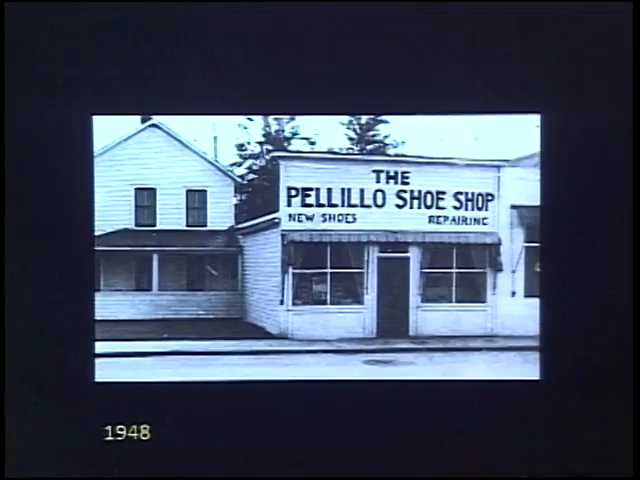 THE
PELLILLO SHOE SHOP
NEW SHOES REPAIRING
1948